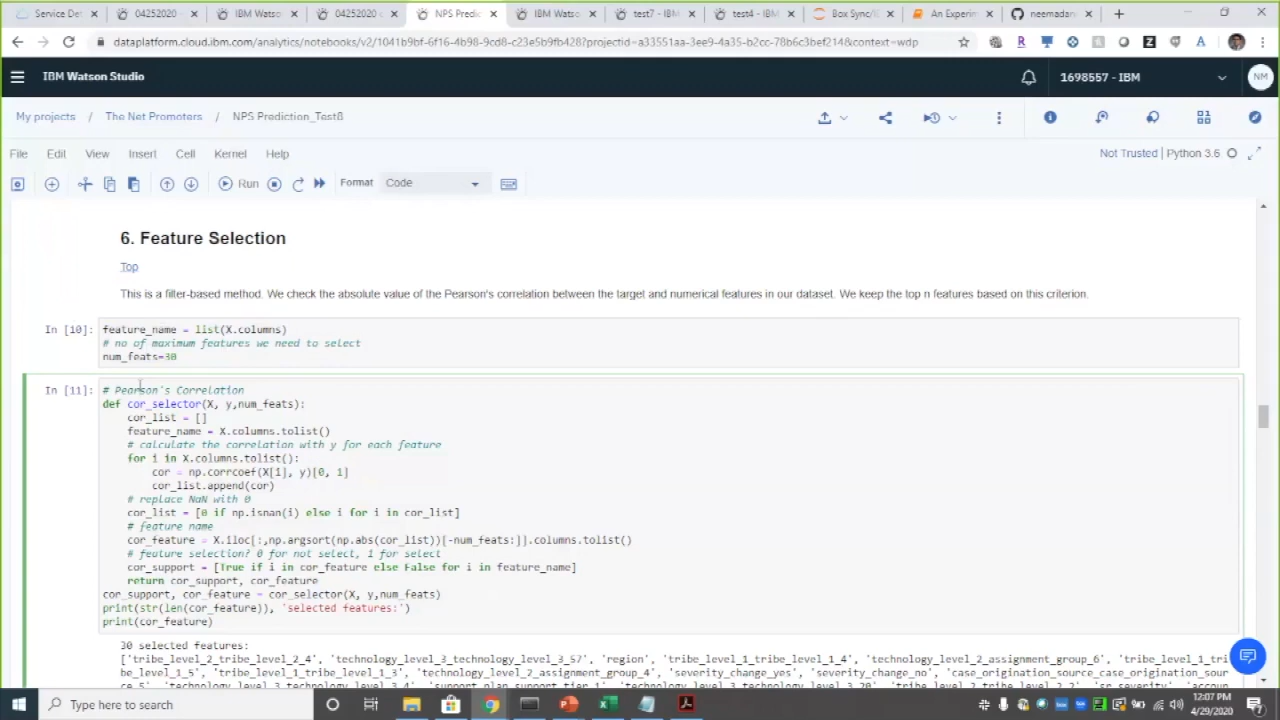 Service De
04252020
IBM Watso
04252020
NPS Predic
IBM Watso
test7 - IBM
test4 - IBM
Box Sync/I
An Experim
neemadan
dataplatform.cloud.ibm.com/analytics/notebooks/v2/1041b9bf-6f16-4b98-9cd8-c23e5b9fb428?projectid=a33551aa-3ee9-4a35-b2cc-78b6c3bef214&context=wdp
IBM Watson Studio
1698557 - IBM
NM
My projects / The Net Promoters / NPS Prediction_Test8
File Edit View Insert Cell Kernel Help
Not Trusted | Python 3.6
Run
Format
Code
6. Feature Selection
Top
This is a filter-based method. We check the absolute value of the Pearson's correlation between the target and numerical features in our dataset. We keep the top n features based on this criterion.
In [10]: feature_name = list(X.columns)
# no of maximum features we need to select
num_feats=30
In [11]: # Pearson's Correlation
def cor_selector(X, y,num_feats):
cor_list = []
feature_name = X.columns.tolist()
# calculate the correlation with y for each feature
for i in X.columns.tolist():
cor = np.corrcoef(X[i], y)[0, 1]
cor_list.append(cor)
# replace NaN with 0
cor_list = [0 if np.isnan(i) else i for i in cor_list]
# feature name
cor_feature = X.iloc[:,np.argsort(np.abs(cor_list))[-num_feats:]].columns.tolist()
# feature selection? 0 for not select, 1 for select
cor_support = [True if i in cor_feature else False for i in feature_name]
return cor_support, cor_feature
cor_support, cor_feature = cor_selector(X, y,num_feats)
print(str(len(cor_feature)), 'selected features:')
print(cor_feature)
30 selected features:
['tribe_level_2_tribe_level_2_4', 'technology_level_3_technology_level_3_57', 'region', 'tribe_level_1_tribe_level_1_4', 'technology_level_2_assignment_group_6', 'tribe_level_1_tri
be_level_1_5', 'tribe_level_1_tribe_level_1_3', 'technology_level_2_assignment_group_4', 'severity_change_yes', 'severity_change_no', 'case_origination_source_case_origination_sour
Type here to search
12:07 PM
4/29/2020